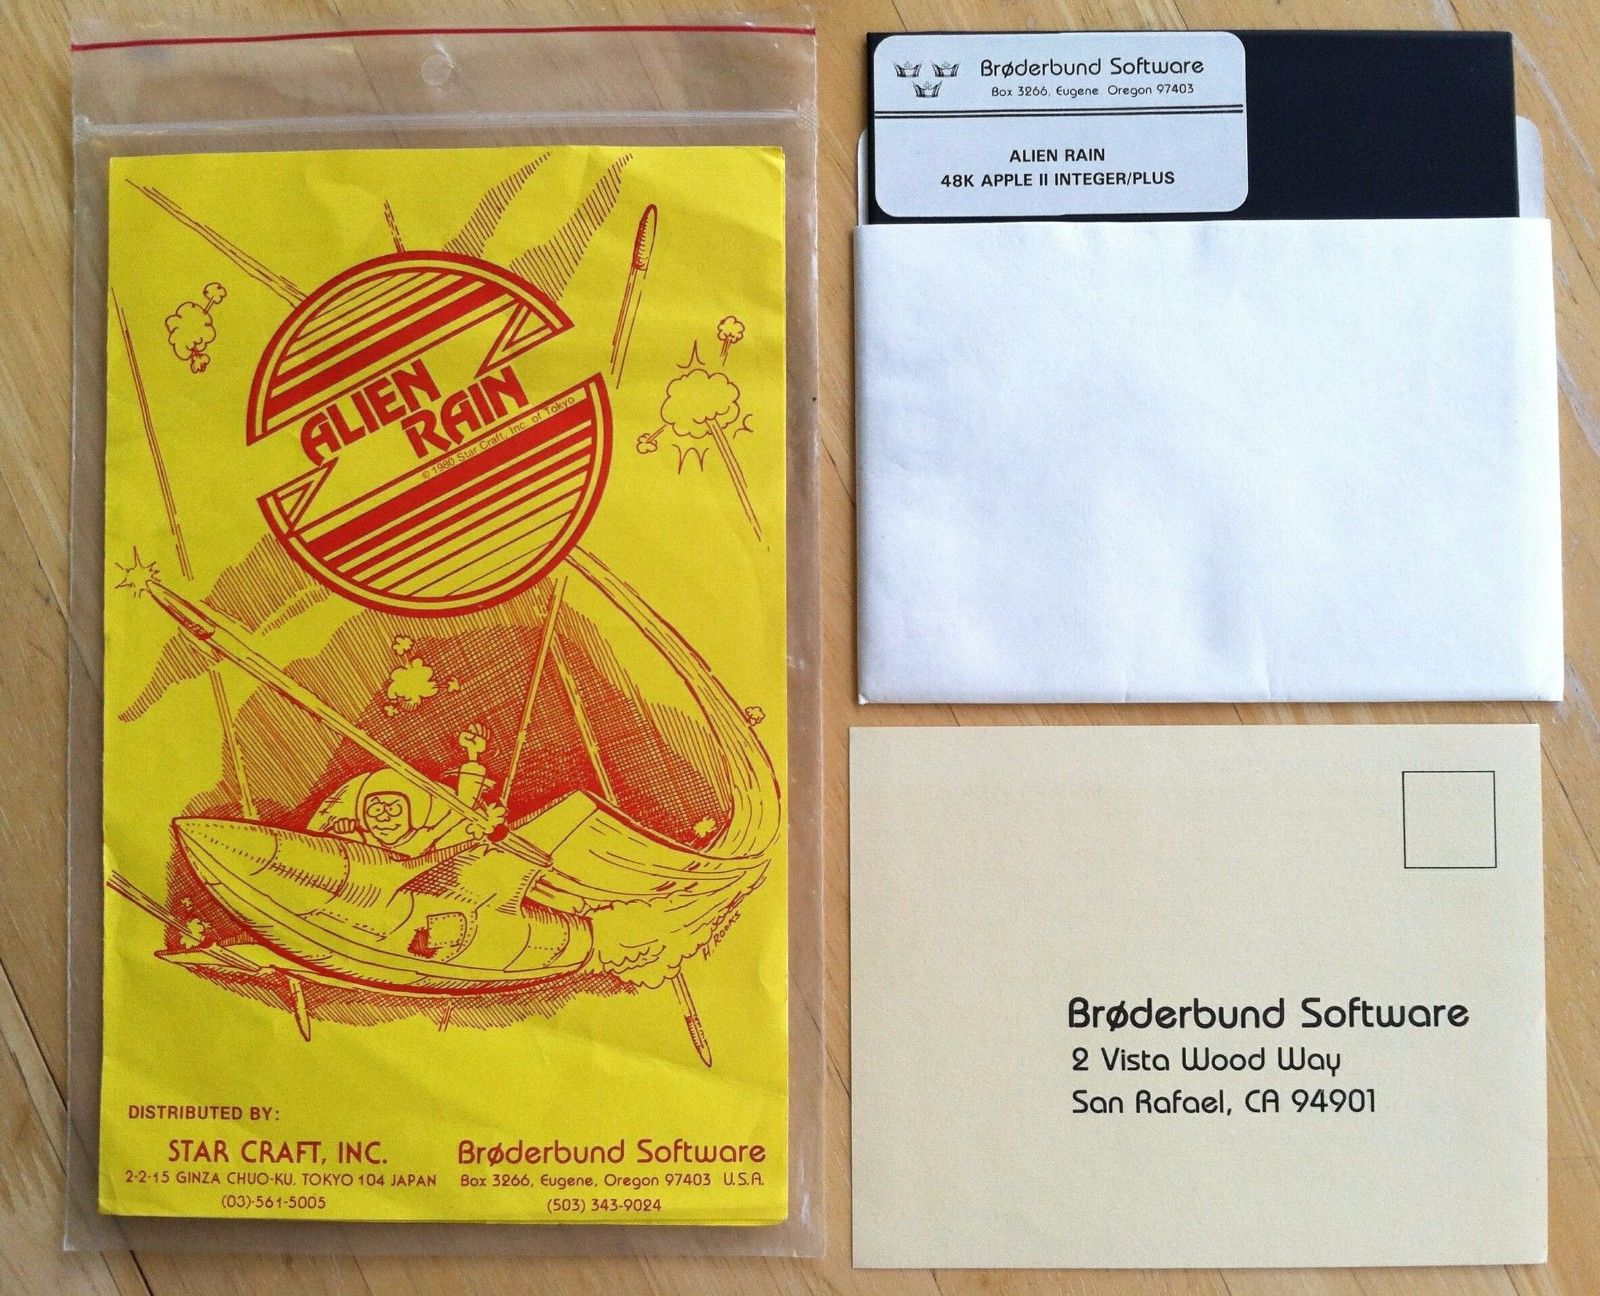 ALIEN
RAIN
© 1980 Star Craft, Inc. of Tokyo
H. ROOKS
DISTRIBUTED BY:
STAR CRAFT, INC.
2-2-15 GINZA CHUO-KU, TOKYO 104 JAPAN
(03)-561-5005
Brøderbund Software
Box 3266, Eugene, Oregon 97403 U.S.A.
(503) 343-9024
Brøderbund Software
Box 3266, Eugene Oregon 97403
ALIEN RAIN
48K APPLE II INTEGER/PLUS
Brøderbund Software
2 Vista Wood Way
San Rafael, CA 94901